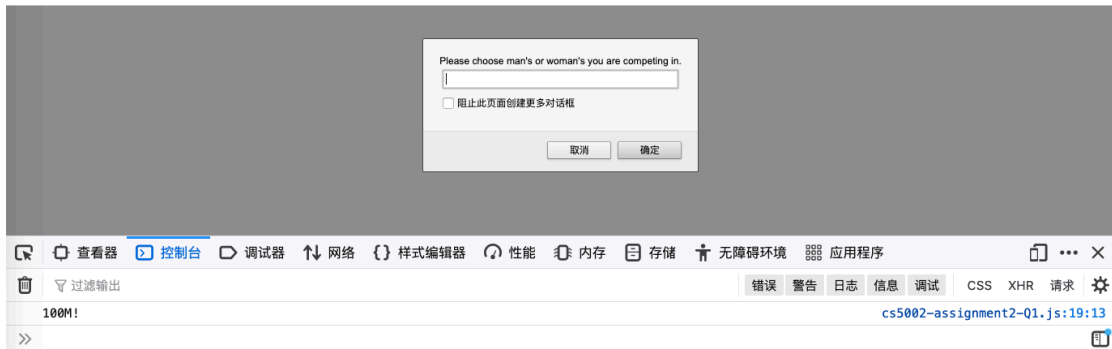 Please choose man's or woman's you are competing in.
阻止此页面创建更多对话框
取消 确定
查看器 控制台 调试器 网络 {} 样式编辑器 性能 内存 存储 无障碍环境 应用程序
过滤输出 错误 警告 日志 信息 调试 CSS XHR 请求
100M! cs5002-assignment2-Q1.js:19:13